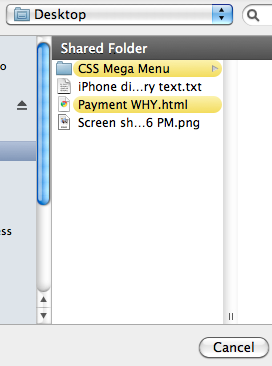 Desktop
Shared Folder
o
CSS Mega Menu
iPhone di...ry text.txt
Payment WHY.html
Screen sh...6 PM.png
ess
Cancel